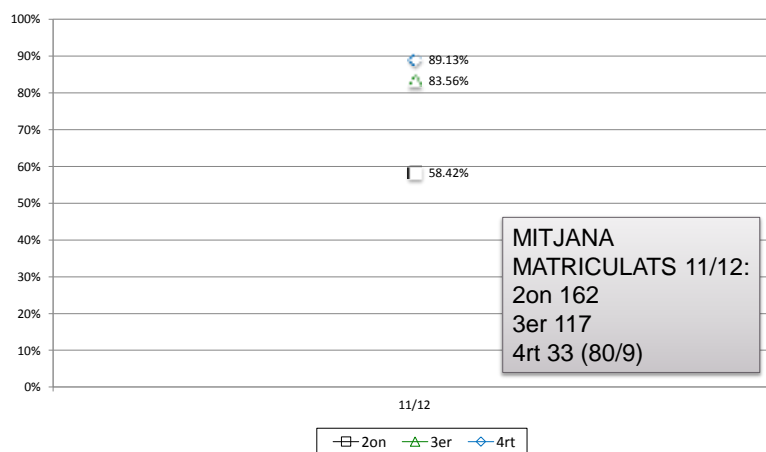 100%
90%
89.13%
83.56%
80%
70%
60%
58.42%
50%
40%
30%
20%
10%
0%
MITJANA
MATRICULATS 11/12:
2on 162
3er 117
4rt 33 (80/9)
11/12
2on 3er 4rt